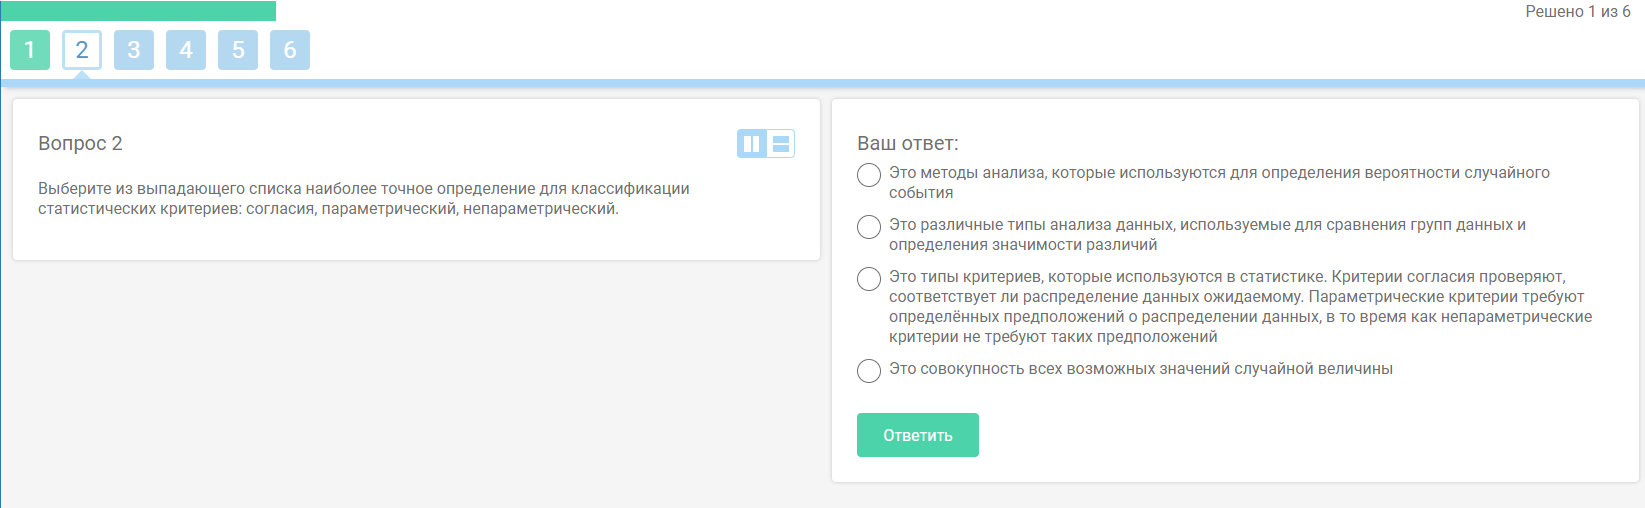 Решено 1 из 6
1 2 3 4 5 6
Вопрос 2
Выберите из выпадающего списка наиболее точное определение для классификации
статистических критериев: согласия, параметрический, непараметрический.
Ваш ответ:
Это методы анализа, которые используются для определения вероятности случайного
события
Это различные типы анализа данных, используемые для сравнения групп данных и
определения значимости различий
Это типы критериев, которые используются в статистике. Критерии согласия проверяют,
соответствует ли распределение данных ожидаемому. Параметрические критерии требуют
определённых предположений о распределении данных, в то время как непараметрические
критерии не требуют таких предположений
Это совокупность всех возможных значений случайной величины
Ответить